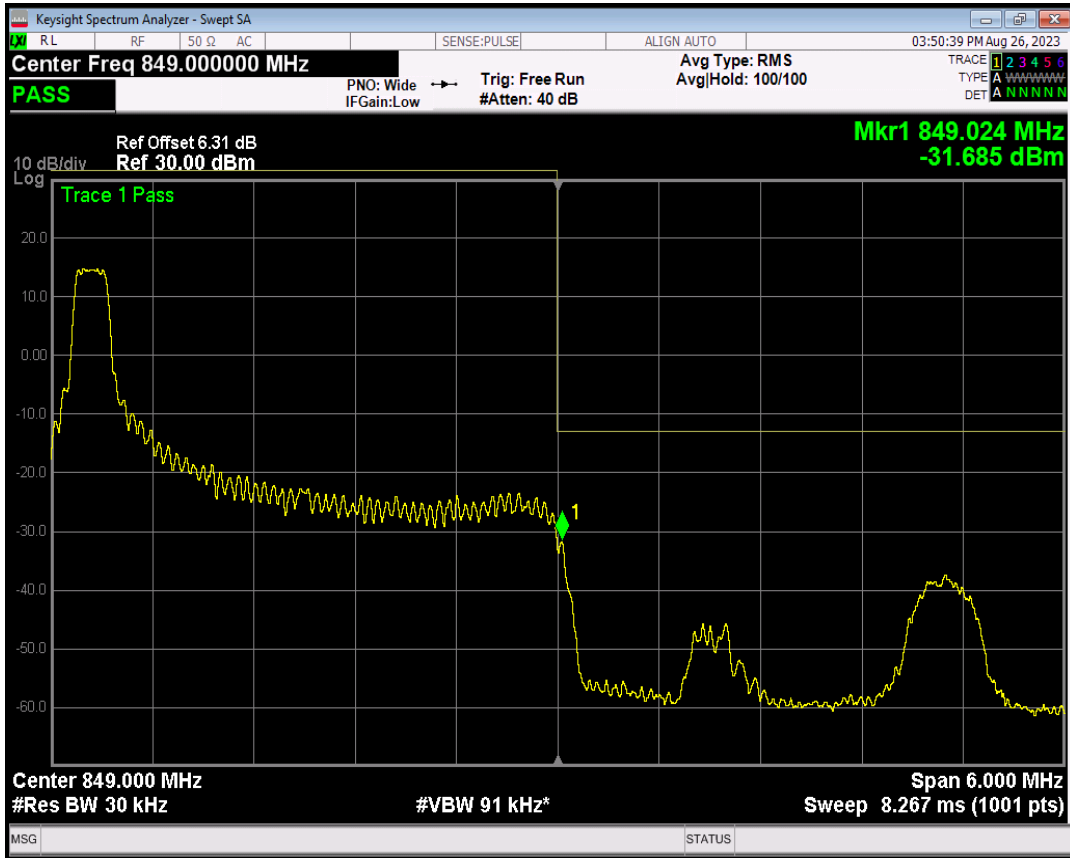 Keysight Spectrum Analyzer - Swept SA
LXI RL RF 50 Ω AC SENSE:PULSE ALIGN AUTO 03:50:39 PM Aug 26, 2023
Center Freq 849.000000 MHz
PASS
PNO: Wide
IFGain:Low
Trig: Free Run
#Atten: 40 dB
Avg Type: RMS
Avg|Hold: 100/100
TRACE 1 2 3 4 5 6
TYPE A WWWWW
DET A N N N N N
Mkr1 849.024 MHz
-31.685 dBm
Ref Offset 6.31 dB
10 dB/div Ref 30.00 dBm
Log
Trace 1 Pass
20.0
10.0
0.00
-10.0
-20.0
1
-30.0
-40.0
-50.0
-60.0
Center 849.000 MHz Span 6.000 MHz
#Res BW 30 kHz #VBW 91 kHz* Sweep 8.267 ms (1001 pts)
MSG STATUS